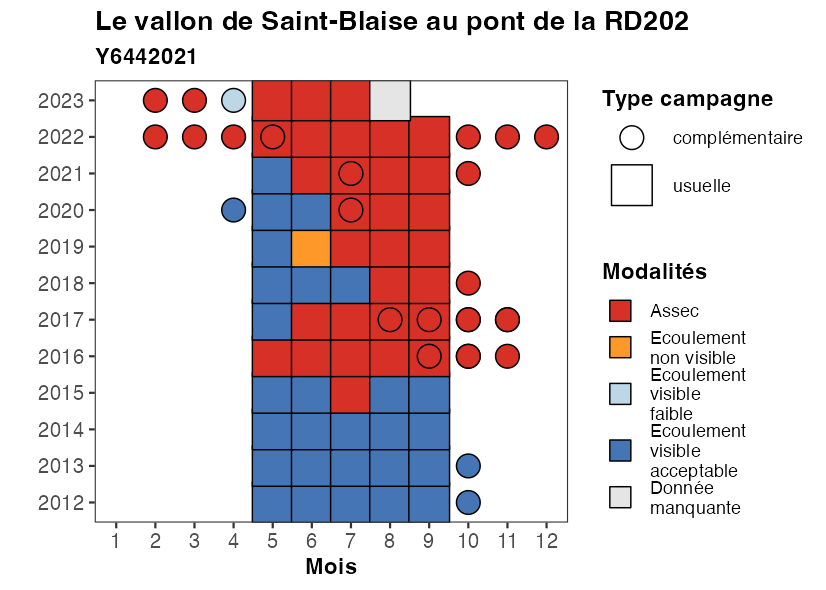 Le vallon de Saint-Blaise au pont de la RD202
Y6442021
2023
2022
2021
2020
2019
2018
2017
2016
2015
2014
2013
2012
1 2 3 4 5 6 7 8 9 10 11 12
Mois
Type campagne
complémentaire
usuelle
Modalités
Assec
Ecoulement
non visible
Ecoulement
visible
faible
Ecoulement
visible
acceptable
Donnée
manquante